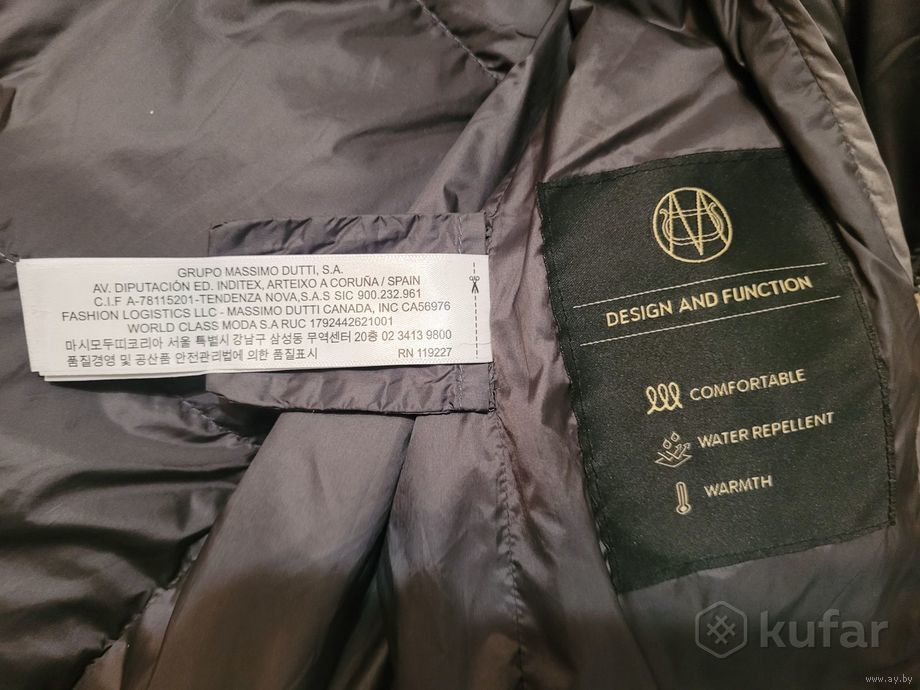 GRUPO MASSIMO DUTTI, S.A.
AV. DIPUTACIÓN ED. INDITEX, ARTEIXO A CORUÑA / SPAIN
C.I.F A-78115201-TENDENZA NOVA,S.A.S SIC 900.232.961
FASHION LOGISTICS LLC - MASSIMO DUTTI CANADA, INC CA56976
WORLD CLASS MODA S.A RUC 1792442621001
마시모두띠코리아 서울 특별시 강남구 삼성동 무역센터 20층 02 3413 9800
품질경영 및 공산품 안전관리법에 의한 품질표시 RN 119227
DESIGN AND FUNCTION
COMFORTABLE
WATER REPELLENT
WARMTH
kufar
www.ay.by